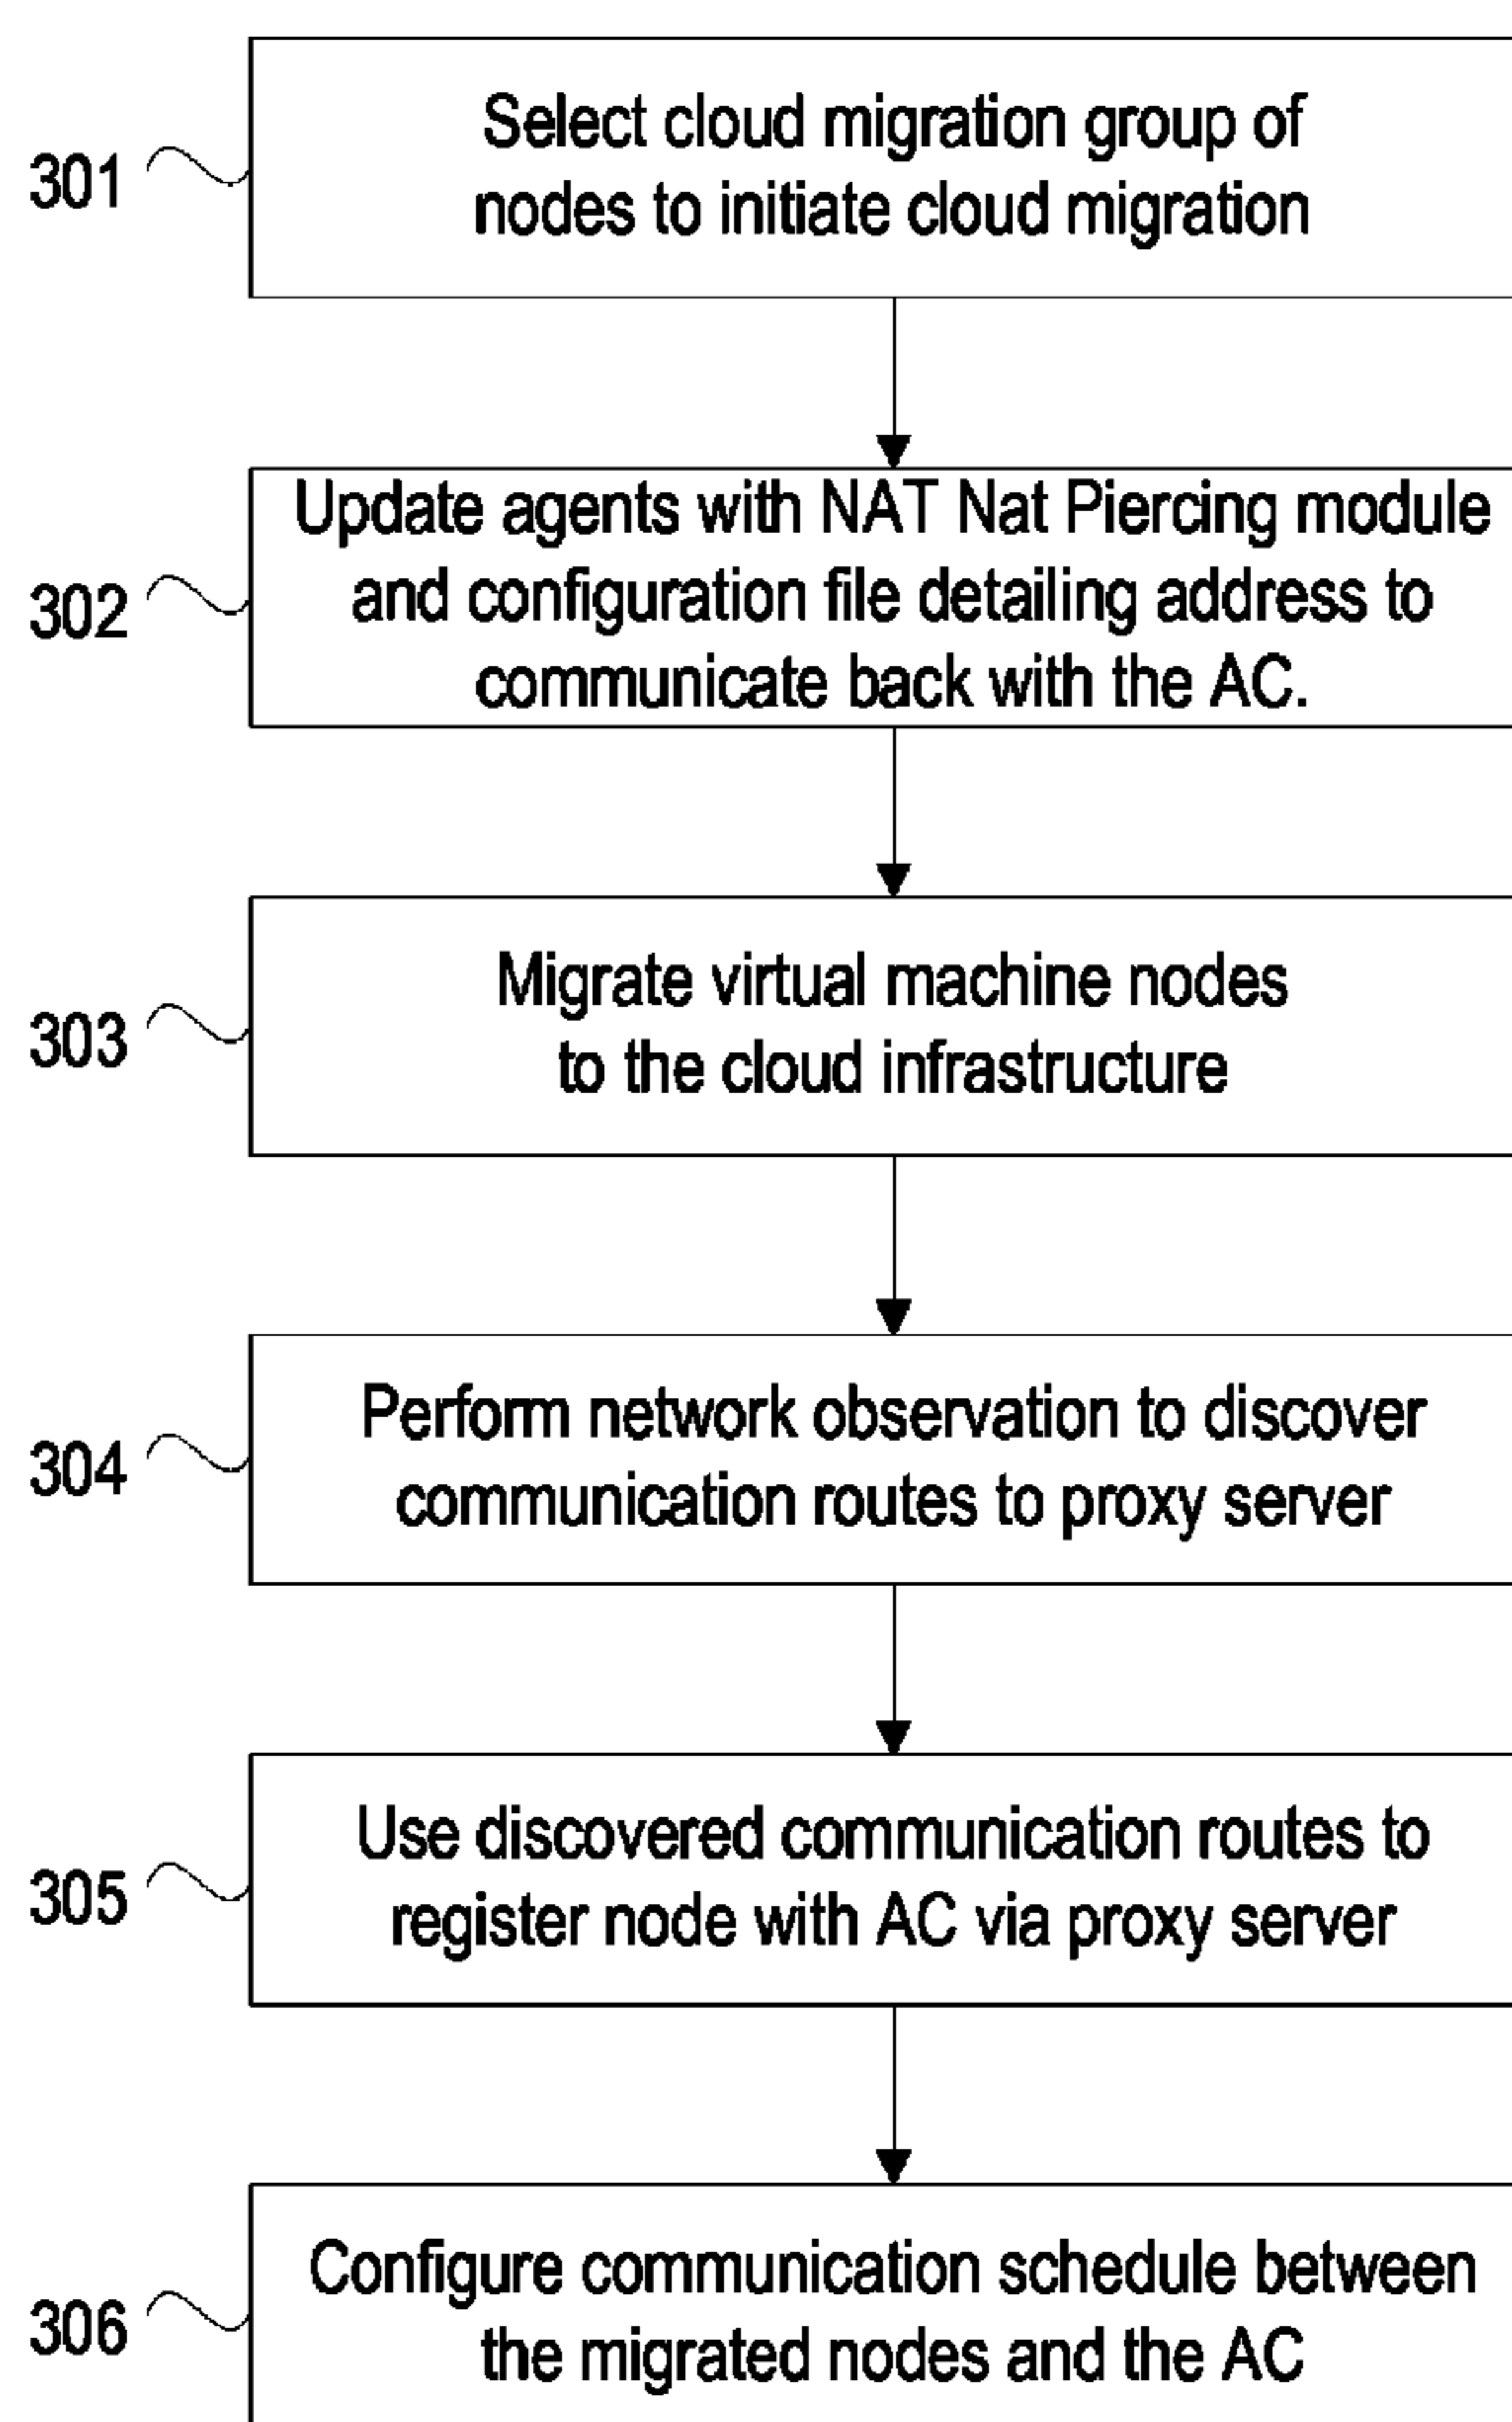 Select cloud migration group of
nodes to initiate cloud migration
301
Update agents with NAT Nat Piercing module
and configuration file detailing address to
communicate back with the AC.
302
Migrate virtual machine nodes
to the cloud infrastructure
303
Perform network observation to discover
communication routes to proxy server
304
Use discovered communication routes to
register node with AC via proxy server
305
Configure communication schedule between
the migrated nodes and the AC
306